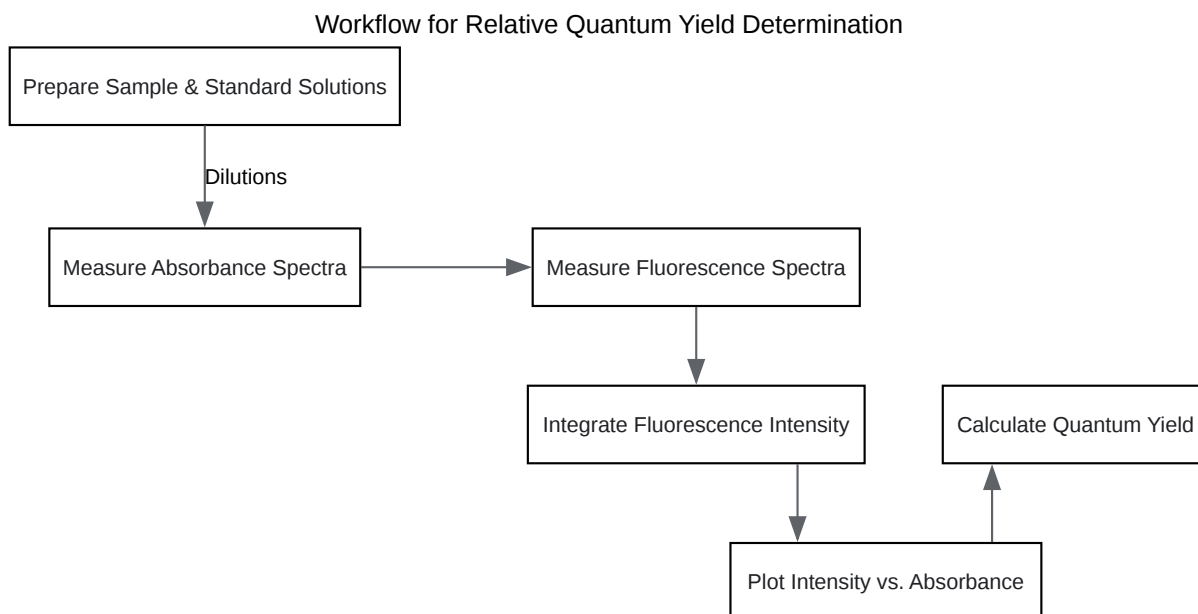 Workflow for Relative Quantum Yield Determination
Prepare Sample & Standard Solutions
Dilutions
Measure Absorbance Spectra
Measure Fluorescence Spectra
Integrate Fluorescence Intensity
Calculate Quantum Yield
Plot Intensity vs. Absorbance